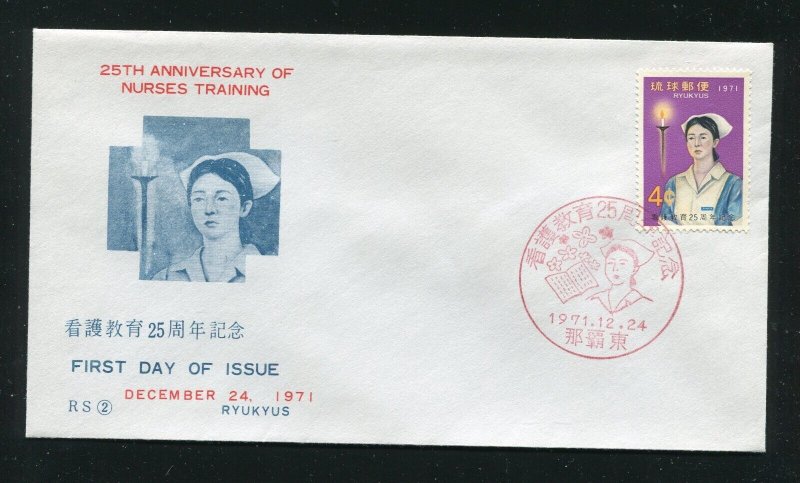 25TH ANNIVERSARY OF
NURSES TRAINING
看護教育25周年記念
FIRST DAY OF ISSUE
DECEMBER 24, 1971
RYUKYUS
RS②
琉球郵便 1971
RYUKYUS
4¢
看護教育25周年記念
看護教育25周年記念
1971.12.24
那覇東